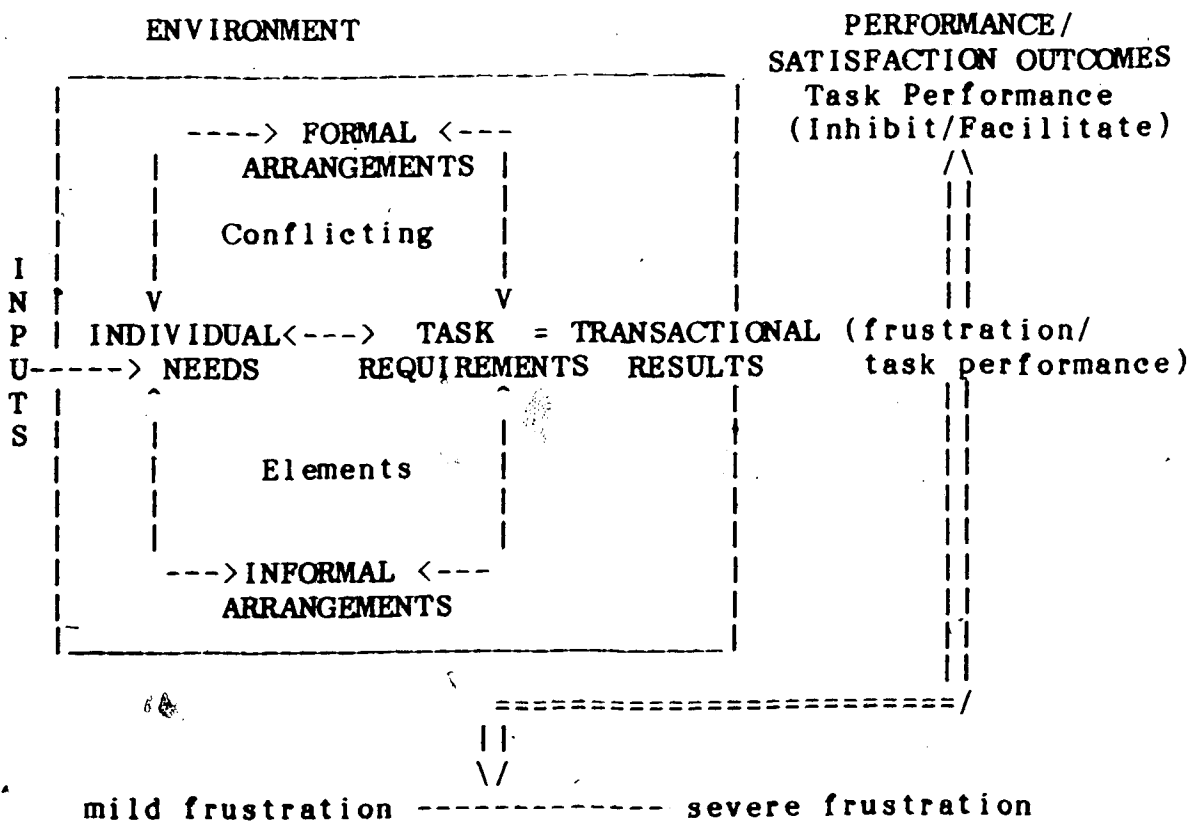 ENVIRONMENT
PERFORMANCE/
SATISFACTION OUTCOMES
Task Performance
(Inhibit/Facilitate)
----> FORMAL <---
ARRANGEMENTS
Conflicting
INPUTS
INDIVIDUAL<---> TASK = TRANSACTIONAL (frustration/
-----> NEEDS REQUIREMENTS RESULTS task performance)
Elements
--->INFORMAL <---
ARRANGEMENTS
mild frustration ------------- severe frustration